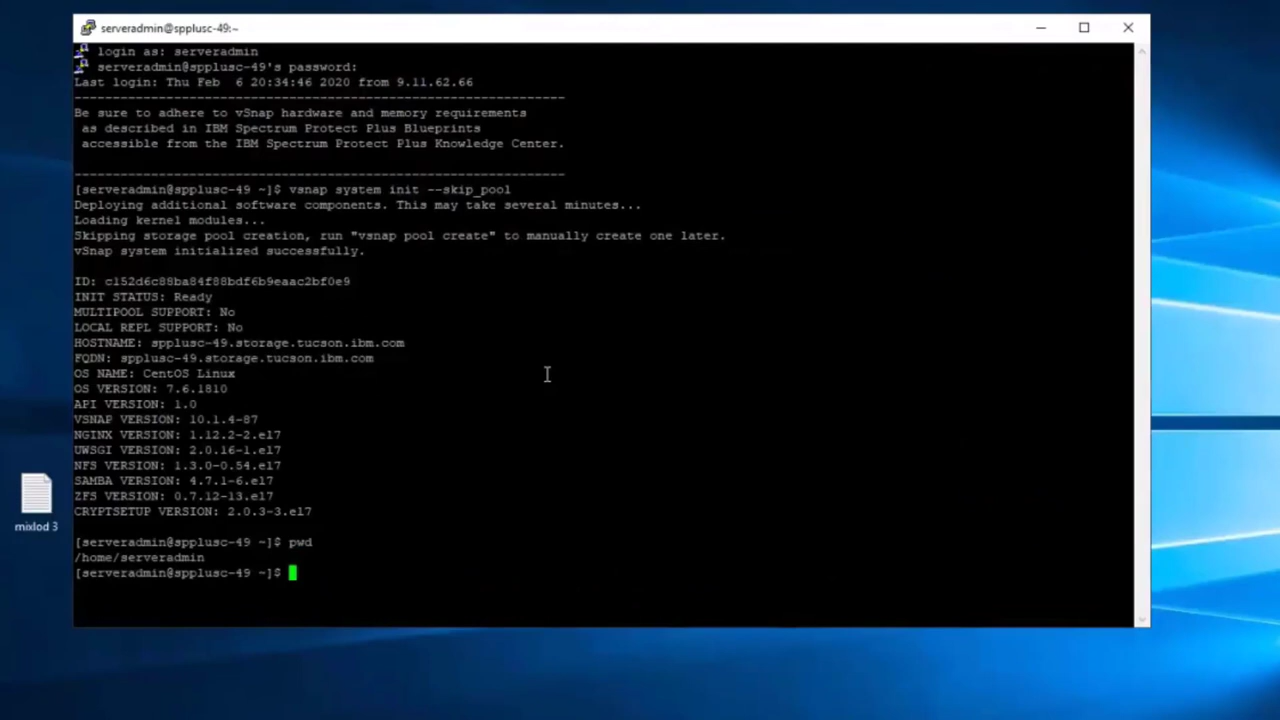 serveradmin@spplusc-49:~
login as: serveradmin
serveradmin@spplusc-49's password:
Last login: Thu Feb  6 20:34:46 2020 from 9.11.62.66
----------------------------------------------------------------
Be sure to adhere to vSnap hardware and memory requirements
as described in IBM Spectrum Protect Plus Blueprints
accessible from the IBM Spectrum Protect Plus Knowledge Center.
----------------------------------------------------------------
[serveradmin@spplusc-49 ~]$ vsnap system init --skip_pool
Deploying additional software components. This may take several minutes...
Loading kernel modules...
Skipping storage pool creation, run "vsnap pool create" to manually create one later.
vSnap system initialized successfully.
ID: c152d6c88ba84f88bdf6b9eaac2bf0e9
INIT STATUS: Ready
MULTIPOOL SUPPORT: No
LOCAL REPL SUPPORT: No
HOSTNAME: spplusc-49.storage.tucson.ibm.com
FQDN: spplusc-49.storage.tucson.ibm.com
OS NAME: CentOS Linux
OS VERSION: 7.6.1810
API VERSION: 1.0
VSNAP VERSION: 10.1.4-87
NGINX VERSION: 1.12.2-2.el7
UWSGI VERSION: 2.0.16-1.el7
NFS VERSION: 1.3.0-0.54.el7
SAMBA VERSION: 4.7.1-6.el7
ZFS VERSION: 0.7.12-13.el7
CRYPTSETUP VERSION: 2.0.3-3.el7
[serveradmin@spplusc-49 ~]$ pwd
/home/serveradmin
[serveradmin@spplusc-49 ~]$
mixlod 3